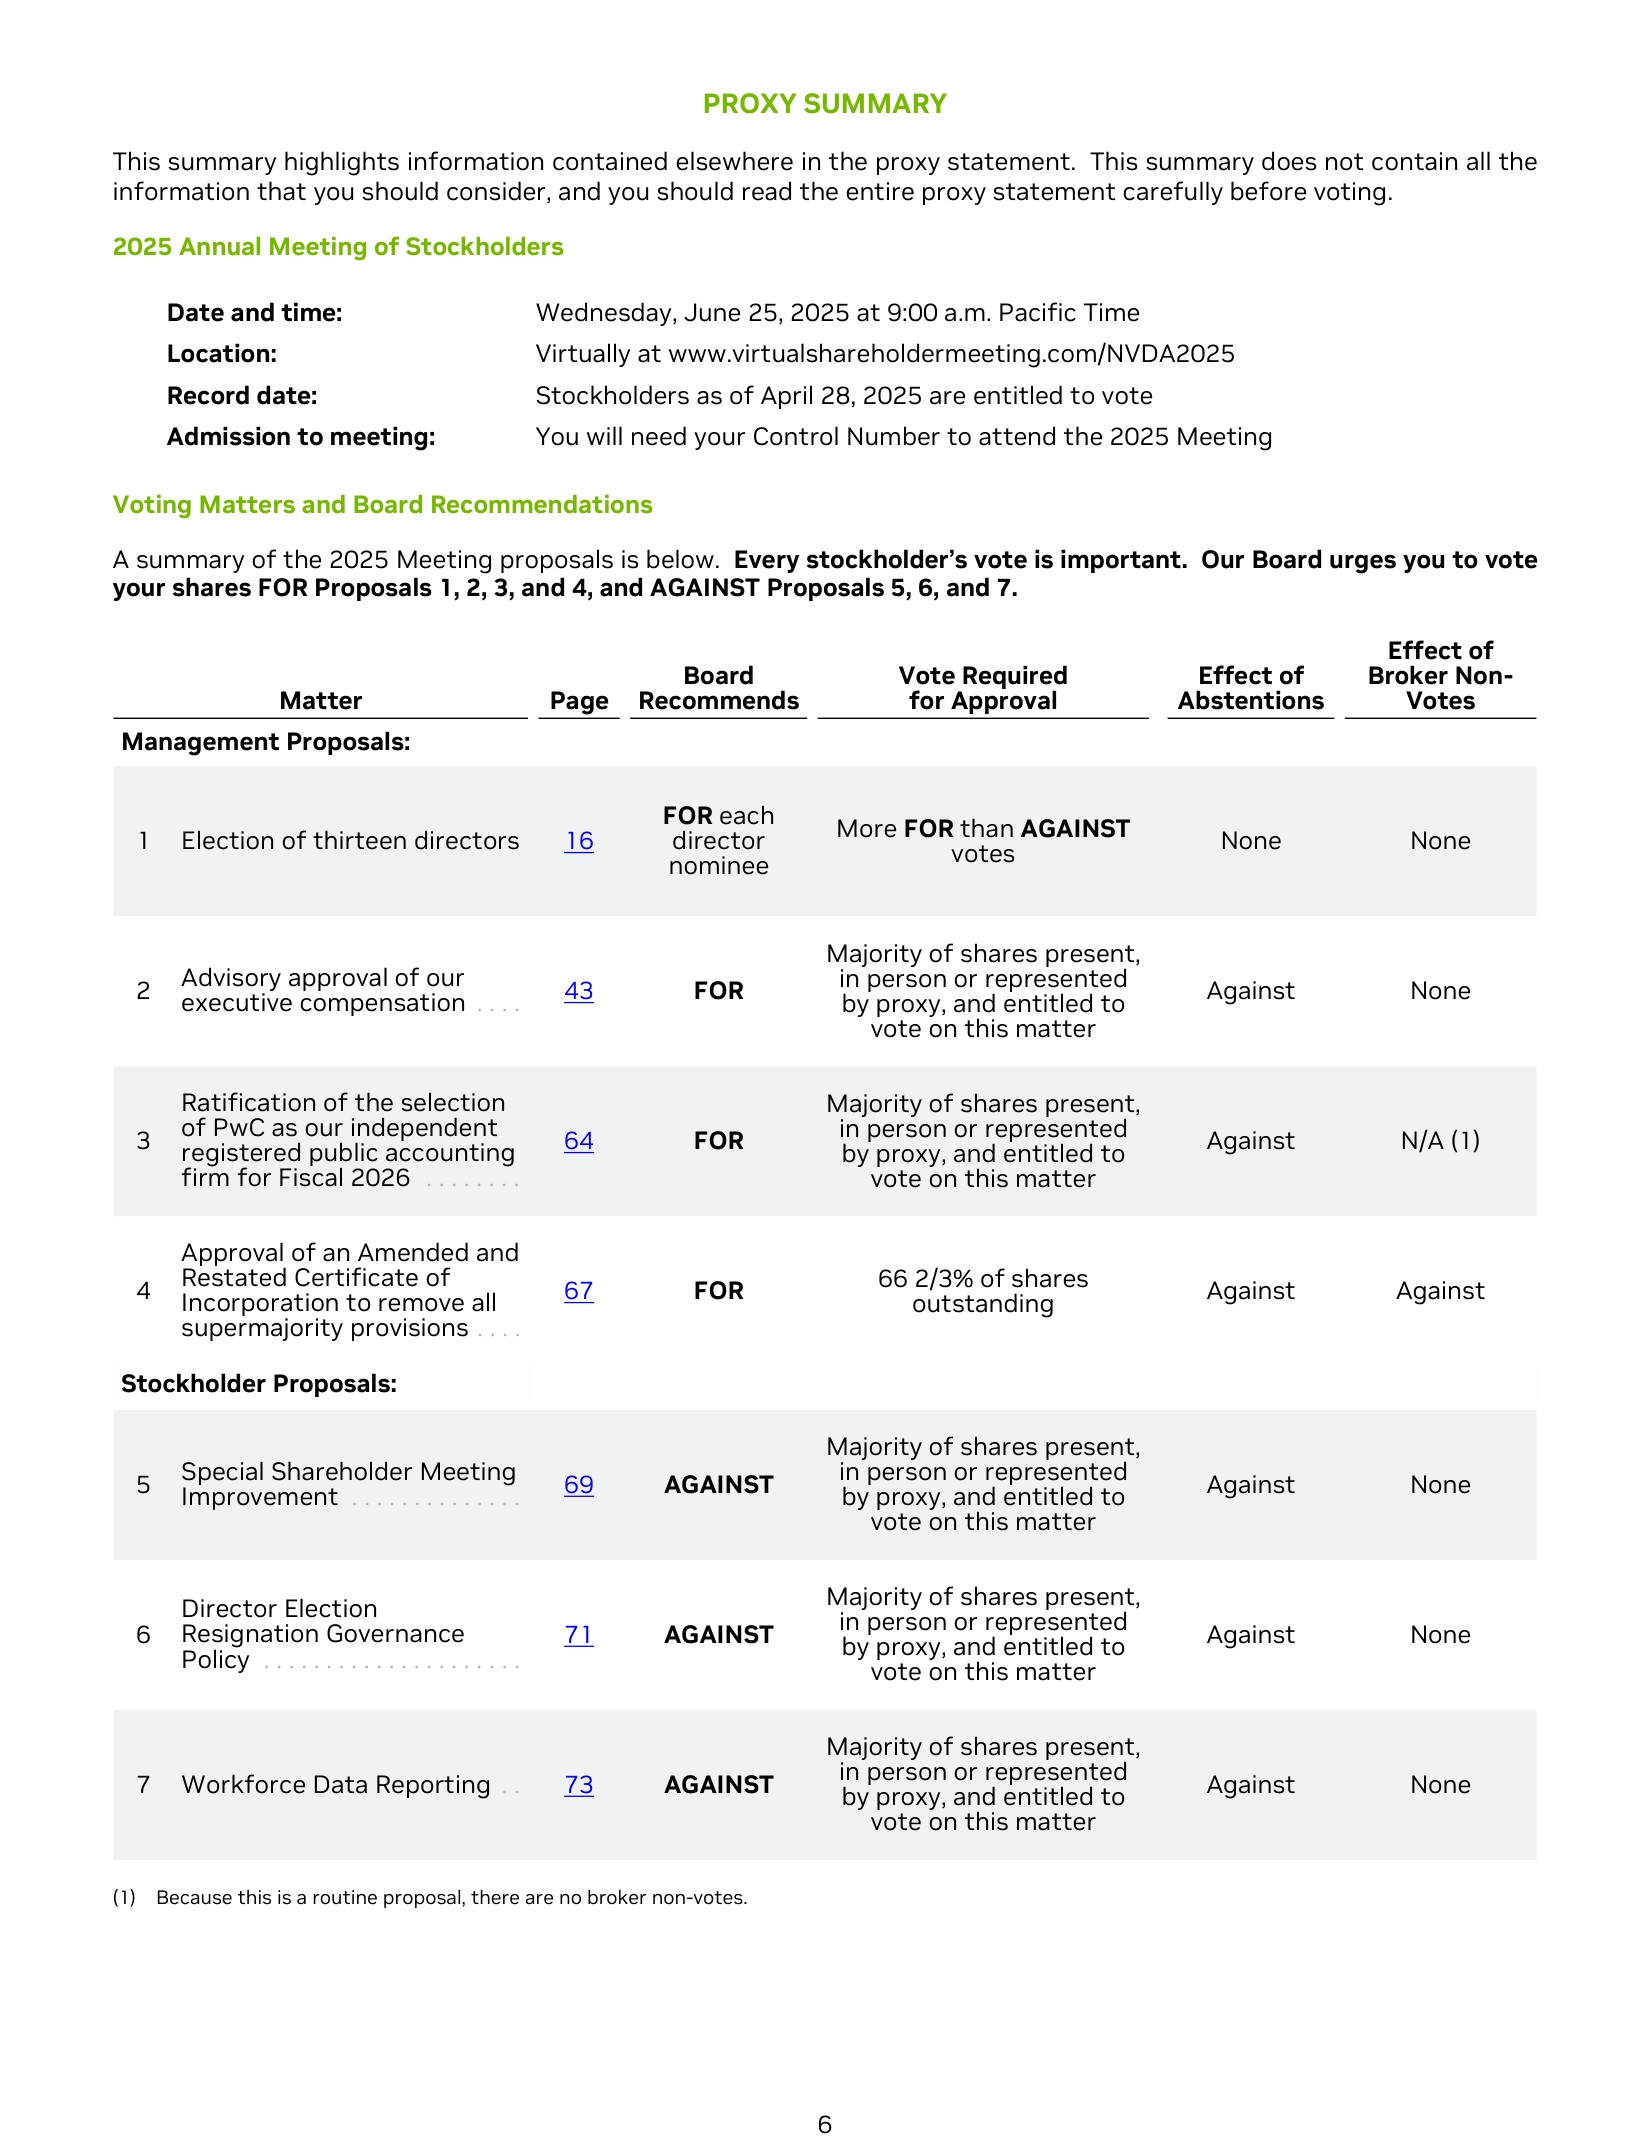 PROXY SUMMARY
This summary highlights information contained elsewhere in the proxy statement.  This summary does not contain all the
information that you should consider, and you should read the entire proxy statement carefully before voting.
2025 Annual Meeting of Stockholders
Date and time: Wednesday, June 25, 2025 at 9:00 a.m. Pacific Time
Location: Virtually at www.virtualshareholdermeeting.com/NVDA2025
Record date: Stockholders as of April 28, 2025 are entitled to vote
Admission to meeting: You will need your Control Number to attend the 2025 Meeting
Voting Matters and Board Recommendations
A summary of the 2025 Meeting proposals is below.  Every stockholder’s vote is important.  Our Board urges you to vote
your shares FOR Proposals 1, 2, 3, and 4, and AGAINST Proposals 5, 6, and 7.
Matter
Page
Board
Recommends
Vote Required
for Approval
Effect of
Abstentions
Effect of
Broker Non-
Votes
Management Proposals:
1
Election of thirteen directors
16
FOR each
director
nominee
More FOR than AGAINST
votes
None
None
2
Advisory approval of our
executive compensation ....
43
FOR
Majority of shares present,
in person or represented
by proxy, and entitled to
vote on this matter
Against
None
3
Ratification of the selection
of PwC as our independent
registered public accounting
firm for Fiscal 2026 ........
64
FOR
Majority of shares present,
in person or represented
by proxy, and entitled to
vote on this matter
Against
N/A (1)
4
Approval of an Amended and
Restated Certificate of
Incorporation to remove all
supermajority provisions ....
67
FOR
66 2/3% of shares
outstanding
Against
Against
Stockholder Proposals:
5
Special Shareholder Meeting
Improvement ..............
69
AGAINST
Majority of shares present,
in person or represented
by proxy, and entitled to
vote on this matter
Against
None
6
Director Election
Resignation Governance
Policy .....................
71
AGAINST
Majority of shares present,
in person or represented
by proxy, and entitled to
vote on this matter
Against
None
7
Workforce Data Reporting ..
73
AGAINST
Majority of shares present,
in person or represented
by proxy, and entitled to
vote on this matter
Against
None
(1) Because this is a routine proposal, there are no broker non-votes.
6